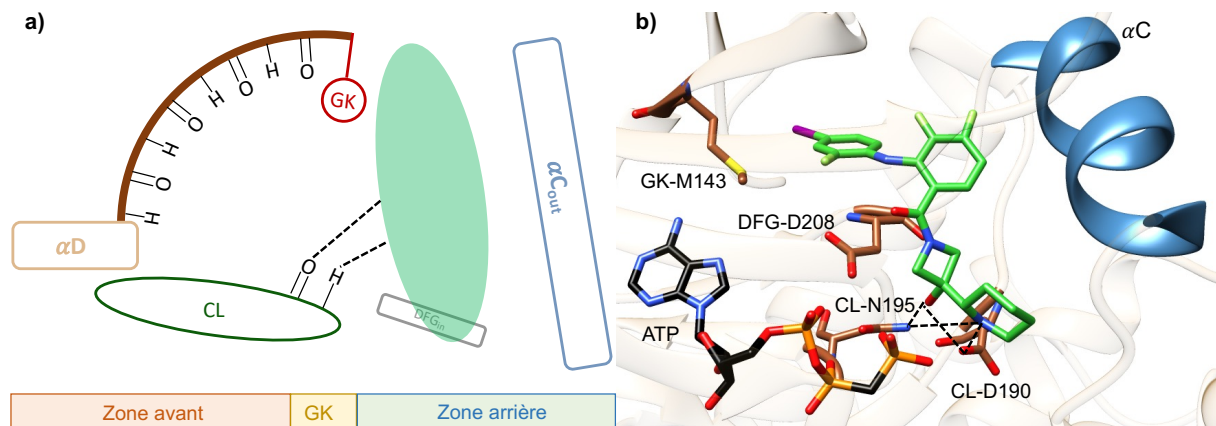 a)
O
H
O
H
O
H
O
H
GK
αD
O
H
CL
DFGin
αCout
Zone avant
GK
Zone arrière
b)
αC
GK-M143
DFG-D208
CL-N195
ATP
CL-D190